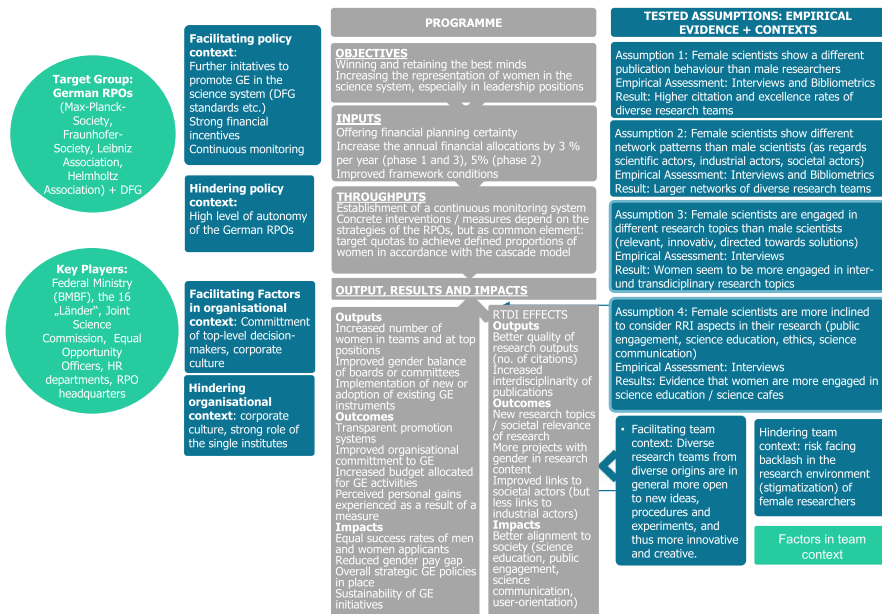 Target Group:
German RPOs
(Max-Planck-
Society,
Fraunhofer-
Society, Leibniz
Association,
Helmholtz
Association) + DFG
Key Players:
Federal Ministry
(BMBF), the 16
„Länder", Joint
Science
Commission, Equal
Opportunity
Officers, HR
departments, RPO
headquarters
Facilitating policy
context:
Further initatives to
promote GE in the
science system (DFG
standards etc.)
Strong financial
incentives
Continuous monitoring
Hindering policy
context:
High level of autonomy
of the German RPOs
Facilitating Factors
in organisational
context: Committment
of top-level decision-
makers, corporate
culture
Hindering
organisational
context: corporate
culture, strong role of
the single institutes
PROGRAMME
OBJECTIVES
Winning and retaining the best minds
Increasing the representation of women in the
science system, especially in leadership positions
INPUTS
Offering financial planning certainty
Increase the annual financial allocations by 3 %
per year (phase 1 and 3), 5% (phase 2)
Improved framework conditions
THROUGHPUTS
Establishment of a continuous monitoring system
Concrete interventions / measures depend on the
strategies of the RPOs, but as common element:
target quotas to achieve defined proportions of
women in accordance with the cascade model
OUTPUT, RESULTS AND IMPACTS
Outputs
Increased number of
women in teams and at top
positions
Improved gender balance
of boards or committees
Implementation of new or
adoption of existing GE
instruments
Outcomes
Transparent promotion
systems
Improved organisational
commitment to GE
Increased budget allocated
for GE activiities
Perceived personal gains
experienced as a result of a
measure
Impacts
Equal success rates of men
and women applicants
Reduced gender pay gap
Overall strategic GE policies
in place
Sustainability of GE
initiatives
RTDI EFFECTS
Outputs
Better quality of
research outputs
(no. of citations)
Increased
interdisciplinarity of
publications
Outcomes
New research topics
/ societal relevance
of research
More projects with
gender in research
content
Improved links to
societal actors (but
less links to
industrial actors)
Impacts
Better alignment to
society (science
education, public
engagement,
science
communication,
user-orientation)
TESTED ASSUMPTIONS: EMPIRICAL
EVIDENCE + CONTEXTS
Assumption 1: Female scientists show a different
publication behaviour than male researchers
Empirical Assessment: Interviews and Bibliometrics
Result: Higher cittation and excellence rates of
diverse research teams
Assumption 2: Female scientists show different
network patterns than male scientists (as regards
scientific actors, industrial actors, societal actors)
Empirical Assessment: Interviews and Bibliometrics
Result: Larger networks of diverse research teams
Assumption 3: Female scientists are engaged in
different research topics than male scientists
(relevant, innovativ, directed towards solutions)
Empirical Assessment: Interviews
Result: Women seem to be more engaged in inter-
und transdiciplinary research topics
Assumption 4: Female scientists are more inclined
to consider RRI aspects in their research (public
engagement, science education, ethics, science
communication)
Empirical Assessment: Interviews
Results: Evidence that women are more engaged in
science education / science cafes
• Facilitating team
context: Diverse
research teams from
diverse origins are in
general more open
to new ideas,
procedures and
experiments, and
thus more innovative
and creative.
Hindering team
context: risk facing
backlash in the
research environment
(stigmatization) of
female researchers
Factors in team
context